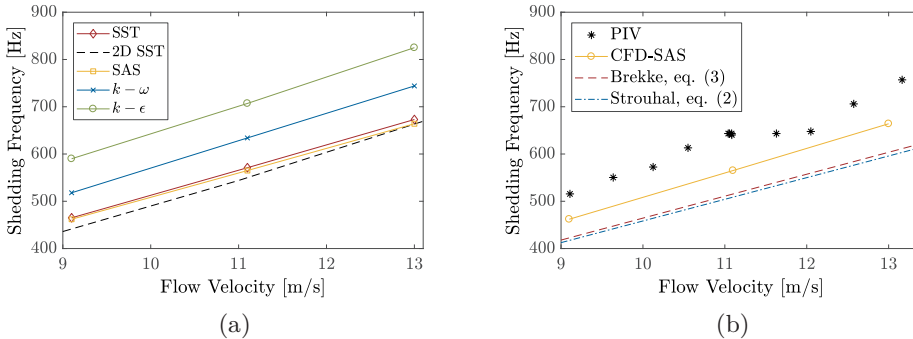 900
800
700
600
500
400
Shedding Frequency [Hz]
SST
2D SST
SAS
k − ω
k − ϵ
9
10
11
12
13
Flow Velocity [m/s]
(a)
900
800
700
600
500
400
Shedding Frequency [Hz]
PIV
CFD-SAS
Brekke, eq. (3)
Strouhal, eq. (2)
9
10
11
12
13
Flow Velocity [m/s]
(b)